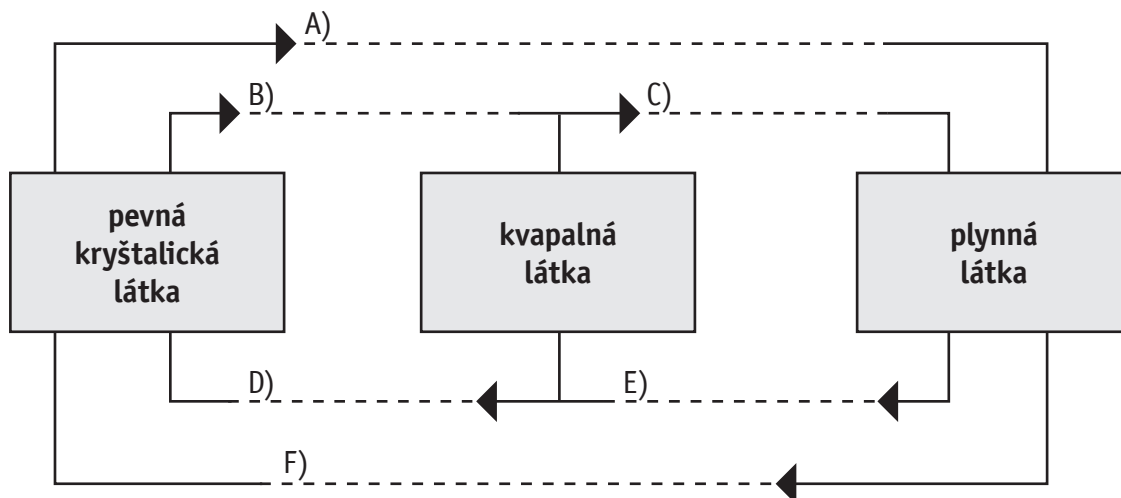 A)
B)
C)
pevná
kryštalická
látka
kvapalná
látka
plynná
látka
D)
E)
F)